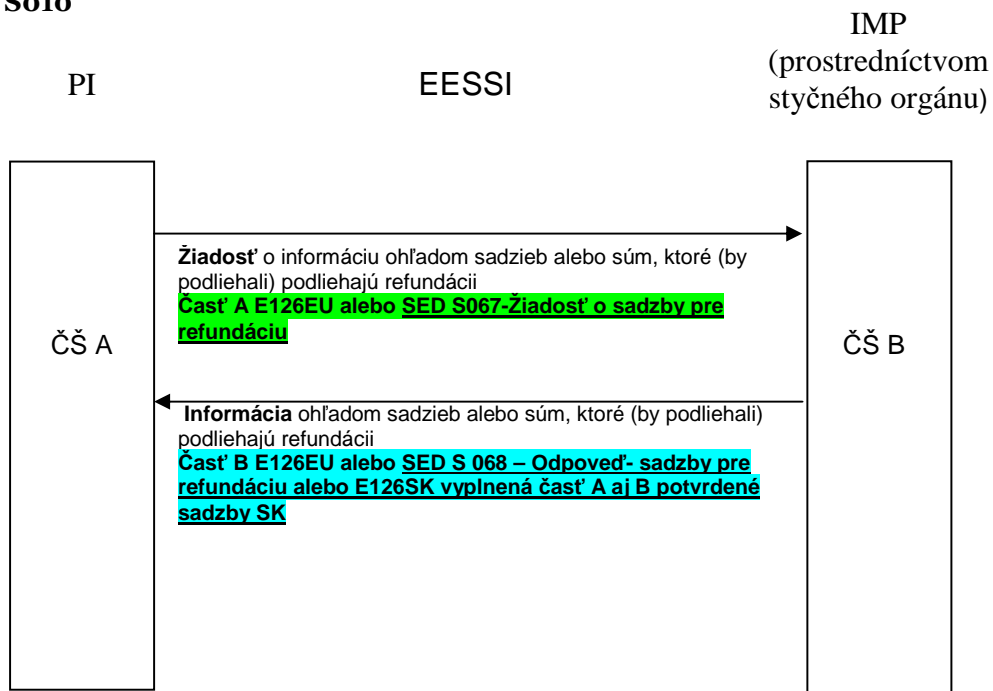 Solo
IMP
(prostredníctvom
styčného orgánu)
PI
EESSI
Žiadosť o informáciu ohľadom sadzieb alebo súm, ktoré (by
podliehali) podliehajú refundácii
Časť A E126EU alebo SED S067-Žiadosť o sadzby pre
refundáciu
ČŠ A
ČŠ B
Informácia ohľadom sadzieb alebo súm, ktoré (by podliehali)
podliehajú refundácii
Časť B E126EU alebo SED S 068 – Odpoveď- sadzby pre
refundáciu alebo E126SK vyplnená časť A aj B potvrdené
sadzby SK